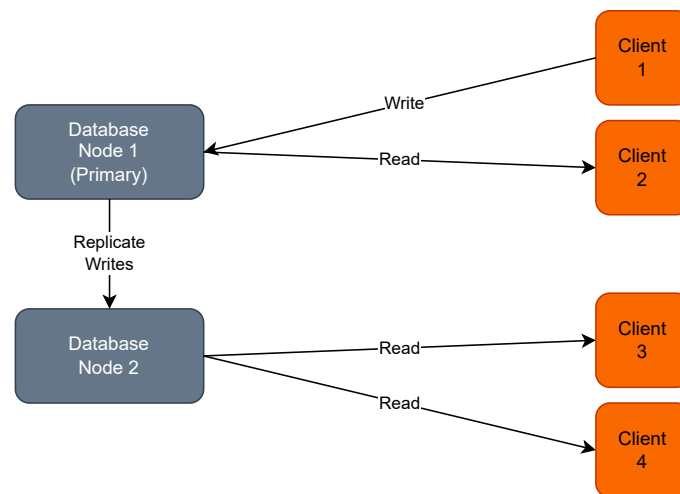 Client
1
Write
Database
Node 1
(Primary)
Read
Client
2
Replicate
Writes
Database
Node 2
Read
Client
3
Read
Client
4